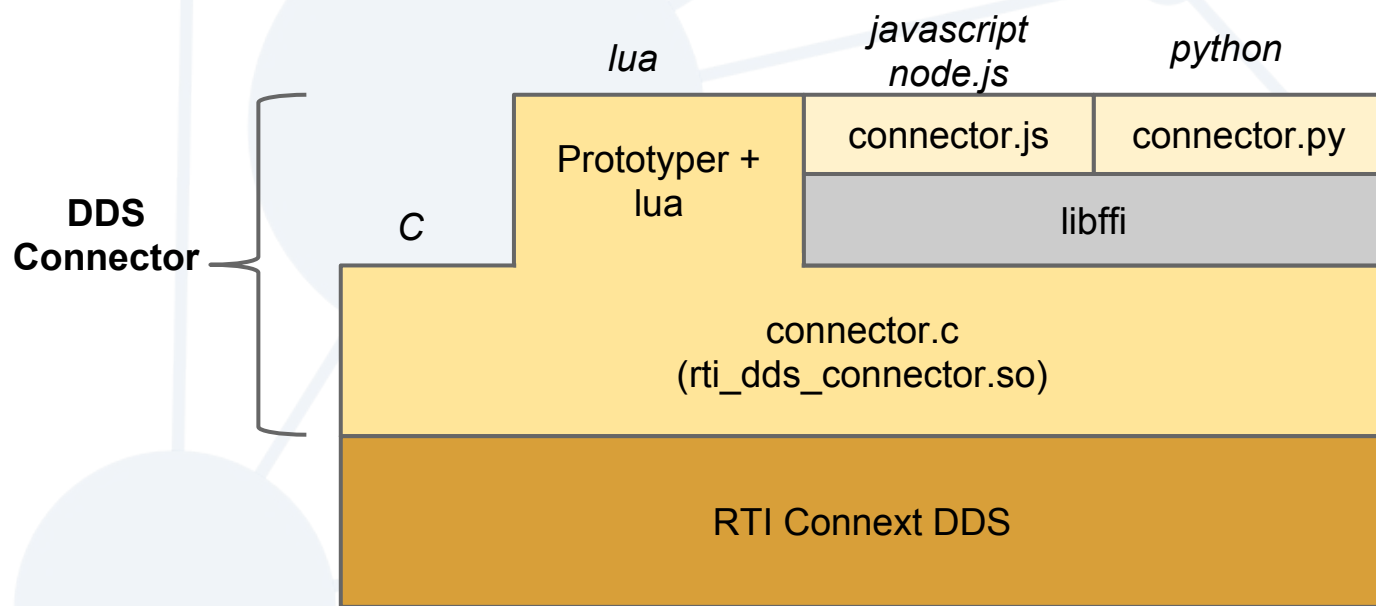 lua
javascript
node.js
python
Prototyper +
lua
connector.js
connector.py
DDS
Connector
C
libffi
connector.c
(rti_dds_connector.so)
RTI Connext DDS